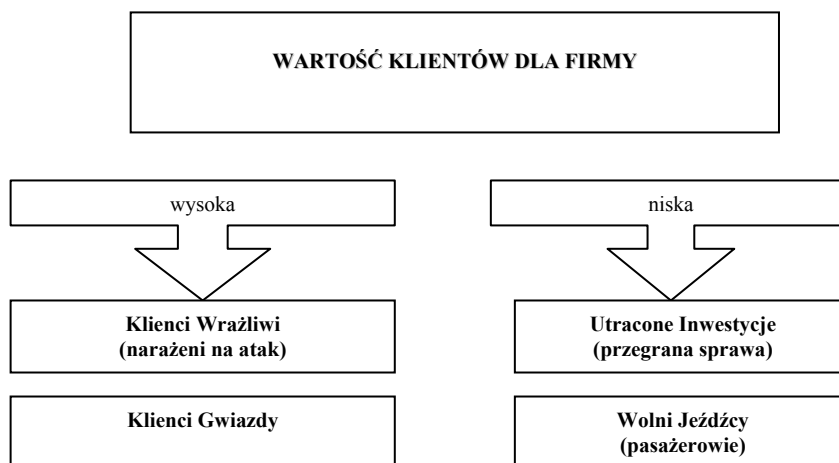 WARTOŚĆ KLIENTÓW DLA FIRMY
wysoka
niska
Klienci Wrażliwi
(narażeni na atak)
Utracone Inwestycje
(przegrana sprawa)
Klienci Gwiazdy
Wolni Jeźdźcy
(pasażerowie)